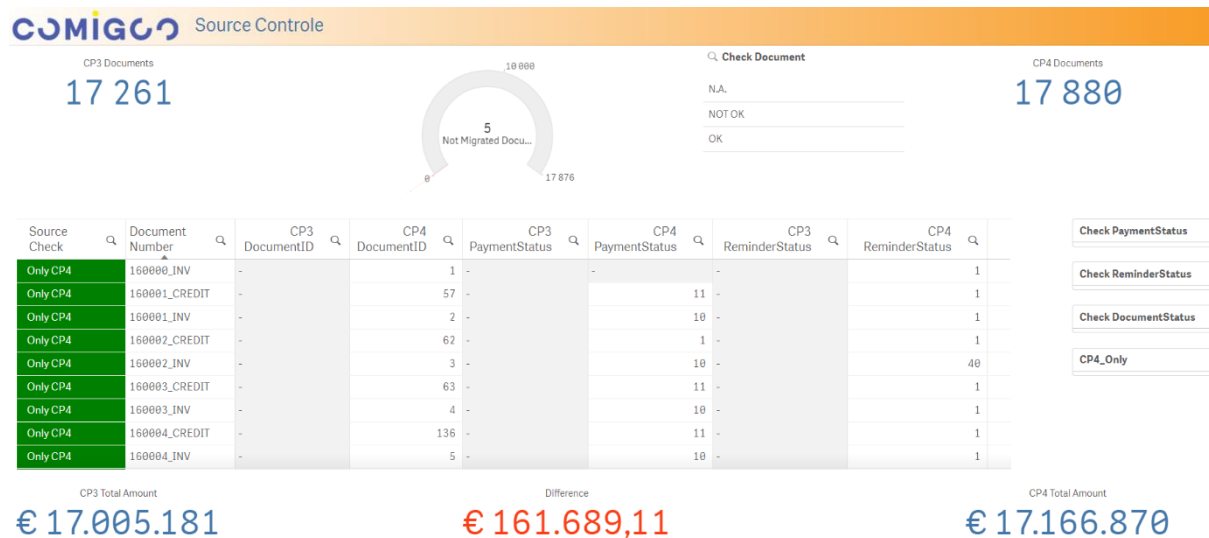 COMIGOO Source Controle
CP3 Documents
17 261
10 000
5
Not Migrated Docu...
0
17 876
Check Document
N.A.
NOT OK
OK
CP4 Documents
17 880
Source Check Document Number CP3 DocumentID CP4 DocumentID CP3 PaymentStatus CP4 PaymentStatus CP3 ReminderStatus CP4 ReminderStatus
Only CP4 160000_INV - 1 - - - 1
Only CP4 160001_CREDIT - 57 - 11 - 1
Only CP4 160001_INV - 2 - 10 - 1
Only CP4 160002_CREDIT - 62 - 1 - 1
Only CP4 160002_INV - 3 - 10 - 40
Only CP4 160003_CREDIT - 63 - 11 - 1
Only CP4 160003_INV - 4 - 10 - 1
Only CP4 160004_CREDIT - 136 - 11 - 1
Only CP4 160004_INV - 5 - 10 - 1
Check PaymentStatus
Check ReminderStatus
Check DocumentStatus
CP4_Only
CP3 Total Amount
€ 17.005.181
Difference
€ 161.689,11
CP4 Total Amount
€ 17.166.870